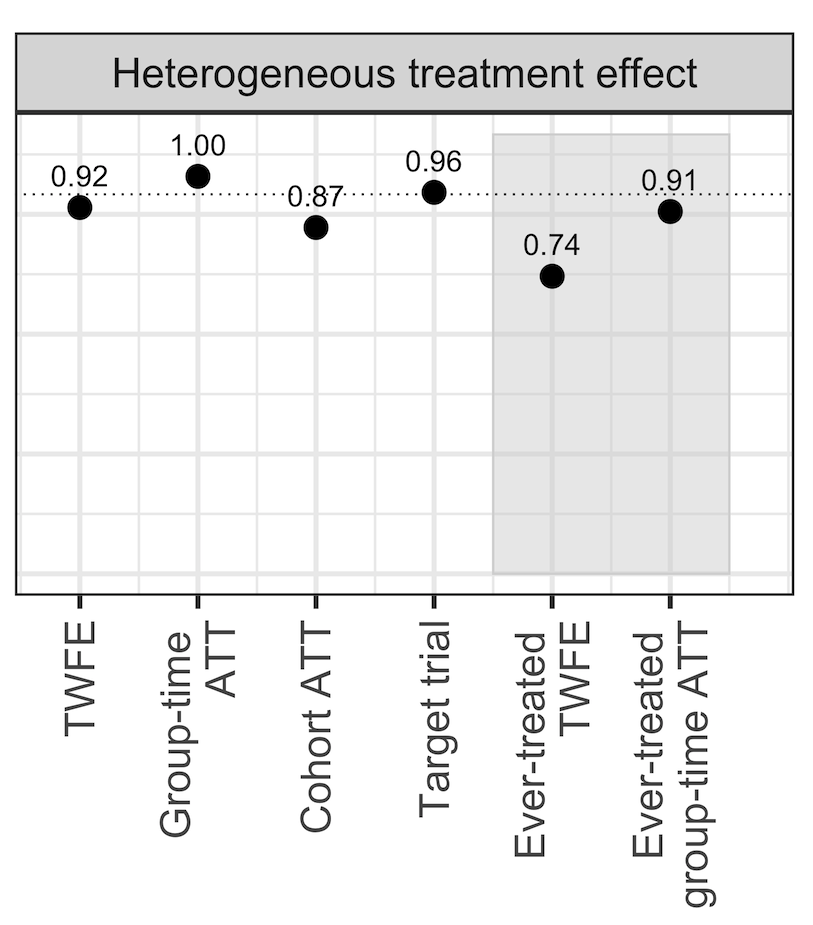 Heterogeneous treatment effect
0.92
1.00
0.87
0.96
0.74
0.91
TWFE
Group-time
ATT
Cohort ATT
Target trial
Ever-treated
TWFE
Ever-treated
group-time ATT